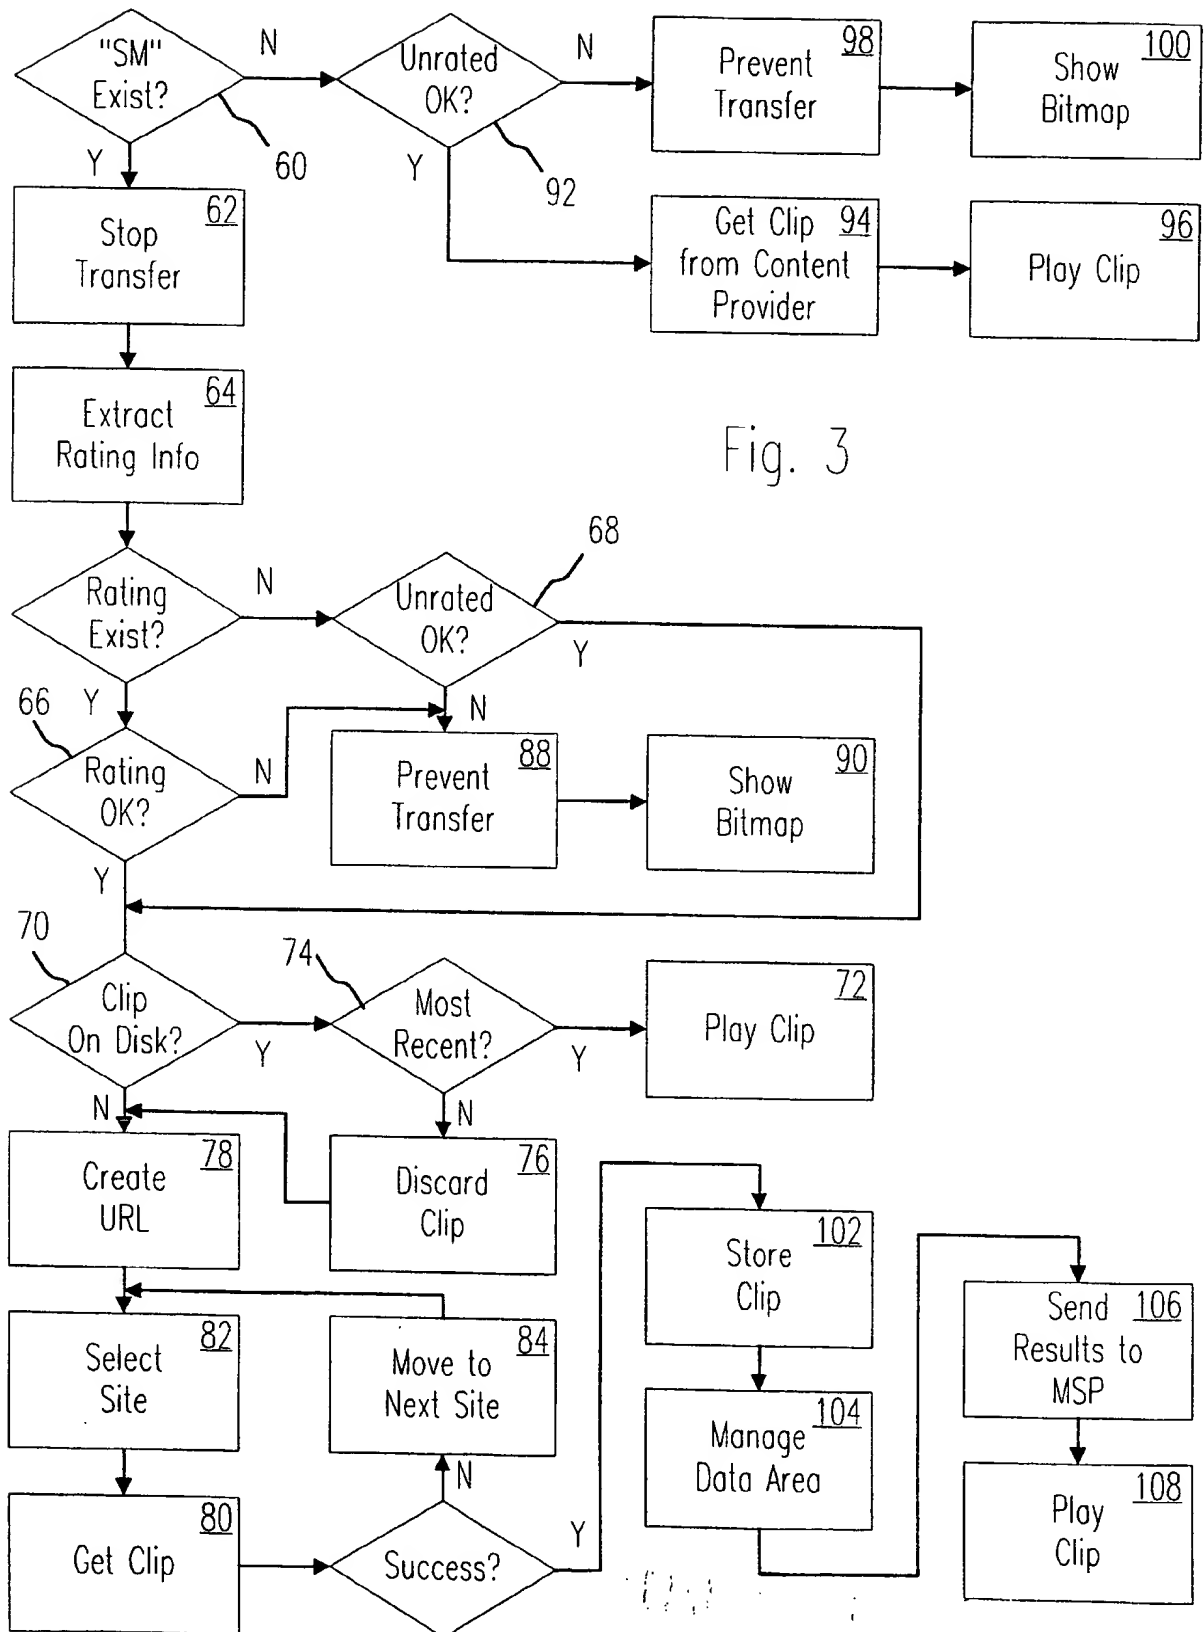 "SM"
Exist?
N
Y
60
Unrated
OK?
N
Y
92
98
Prevent
Transfer
100
Show
Bitmap
62
Stop
Transfer
Get Clip 94
from Content
Provider
96
Play Clip
64
Extract
Rating Info
Fig. 3
Rating
Exist?
N
Y
Unrated
OK?
68
Y
N
66
Rating
OK?
N
Y
88
Prevent
Transfer
90
Show
Bitmap
70
Clip
On Disk?
Y
N
74
Most
Recent?
Y
N
72
Play Clip
78
Create
URL
76
Discard
Clip
102
Store
Clip
Send 106
Results to
MSP
82
Select
Site
84
Move to
Next Site
104
Manage
Data Area
80
Get Clip
N
Success?
Y
108
Play
Clip